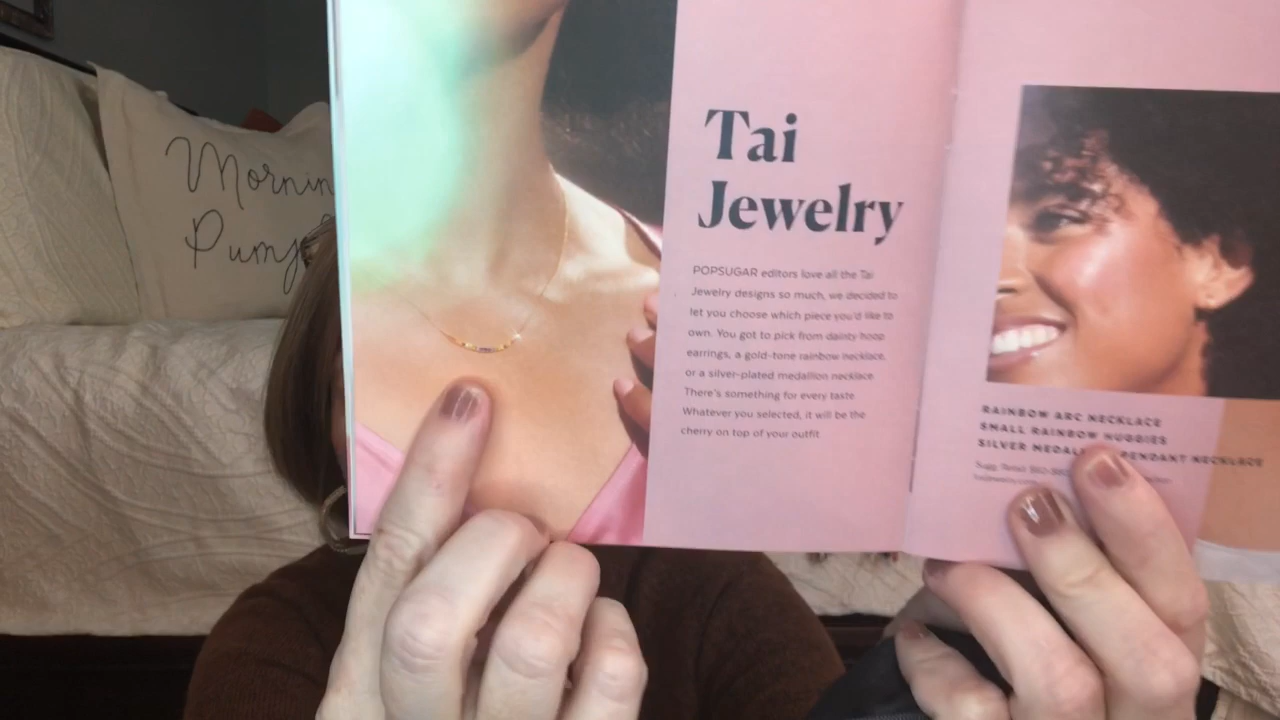 Mornin
Pump
Tai
Jewelry
POPSUGAR editors love all the Tai
Jewelry designs so much, we decided to
let you choose which piece you'd like to
own. You got to pick from dainty hoop
earrings, a gold-tone rainbow necklace,
or a silver-plated medallion necklace
There's something for every taste
Whatever you selected, it will be the
cherry on top of your outfit
RAINBOW ARC NECKLACE
SMALL RAINBOW HUGGIES
SILVER MEDAL PENDANT NECKLACE
Sugg. Retail